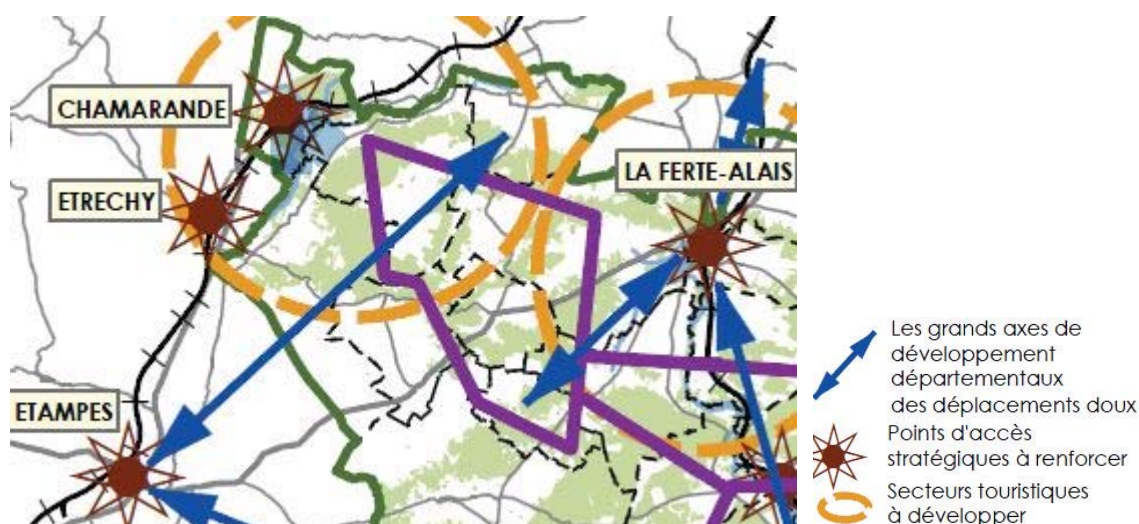 CHAMARANDE
ETRECHY
LA FERTE-ALAIS
ETAMPES
Les grands axes de
développement
départementaux
des déplacements doux
Points d'accès
stratégiques à renforcer
Secteurs touristiques
à développer